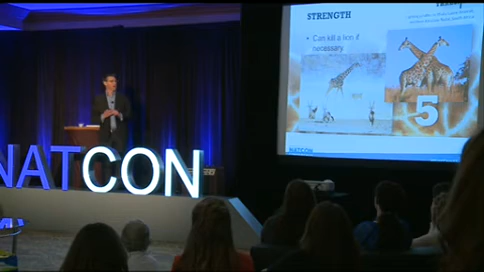 STRENGTH
• Can kill a lion if
necessary
5
NATCON
NATCON